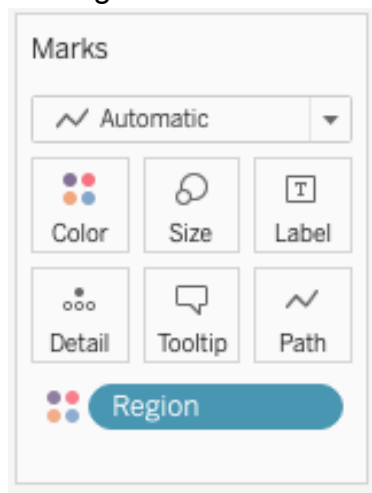 Marks
Automatic
Color Size Label
Detail Tooltip Path
Region